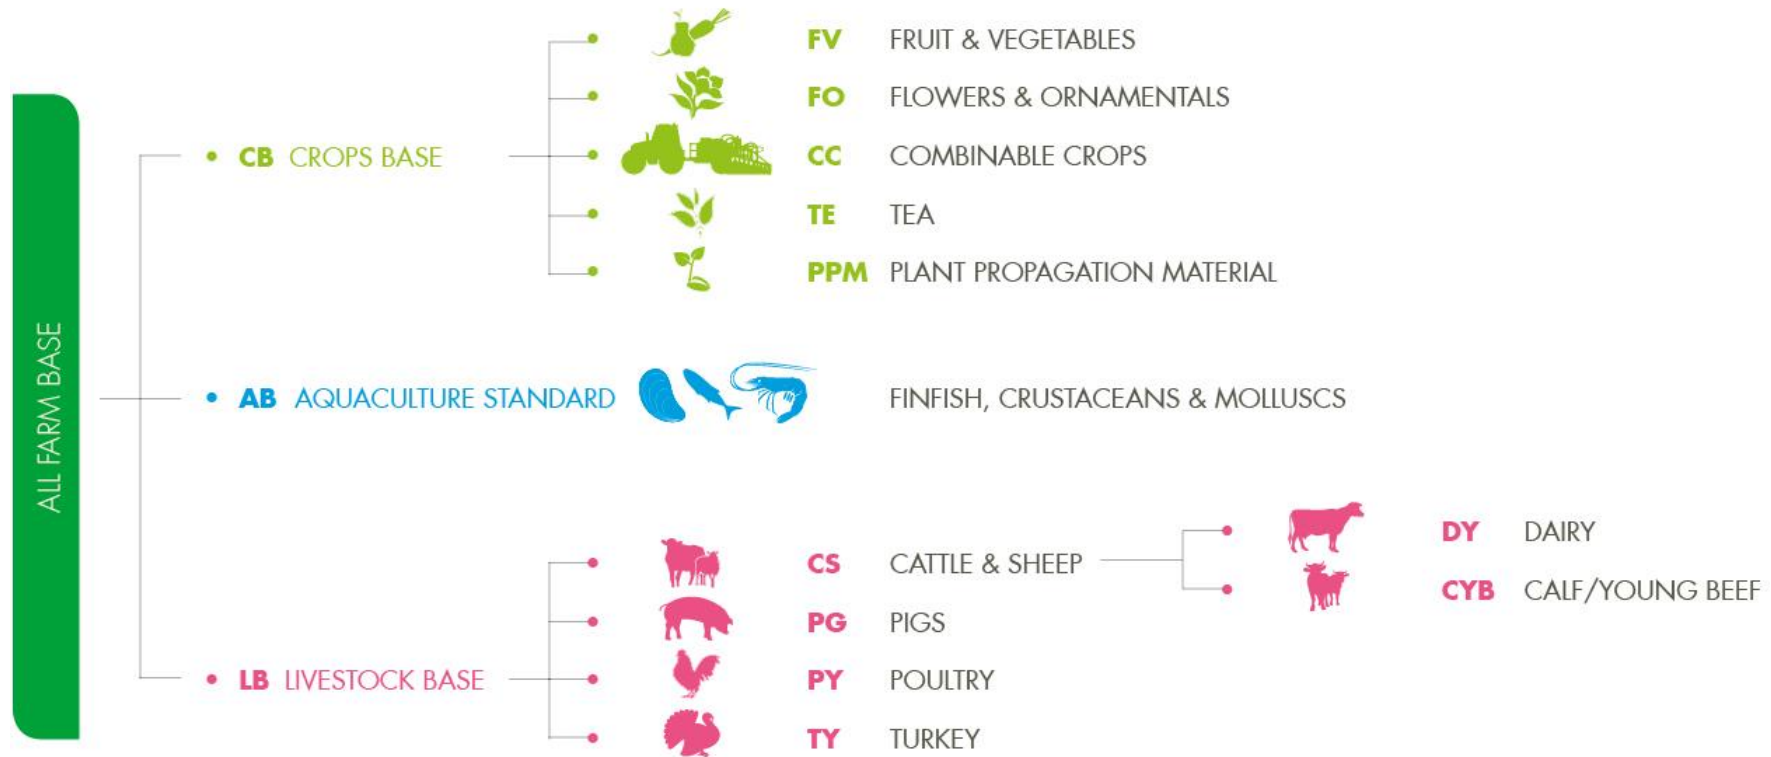 ALL FARM BASE
CB CROPS BASE
FV FRUIT & VEGETABLES
FO FLOWERS & ORNAMENTALS
CC COMBINABLE CROPS
TE TEA
PPM PLANT PROPAGATION MATERIAL
AB AQUACULTURE STANDARD
FINFISH, CRUSTACEANS & MOLLUSCS
LB LIVESTOCK BASE
CS CATTLE & SHEEP
DY DAIRY
CYB CALF/YOUNG BEEF
PG PIGS
PY POULTRY
TY TURKEY